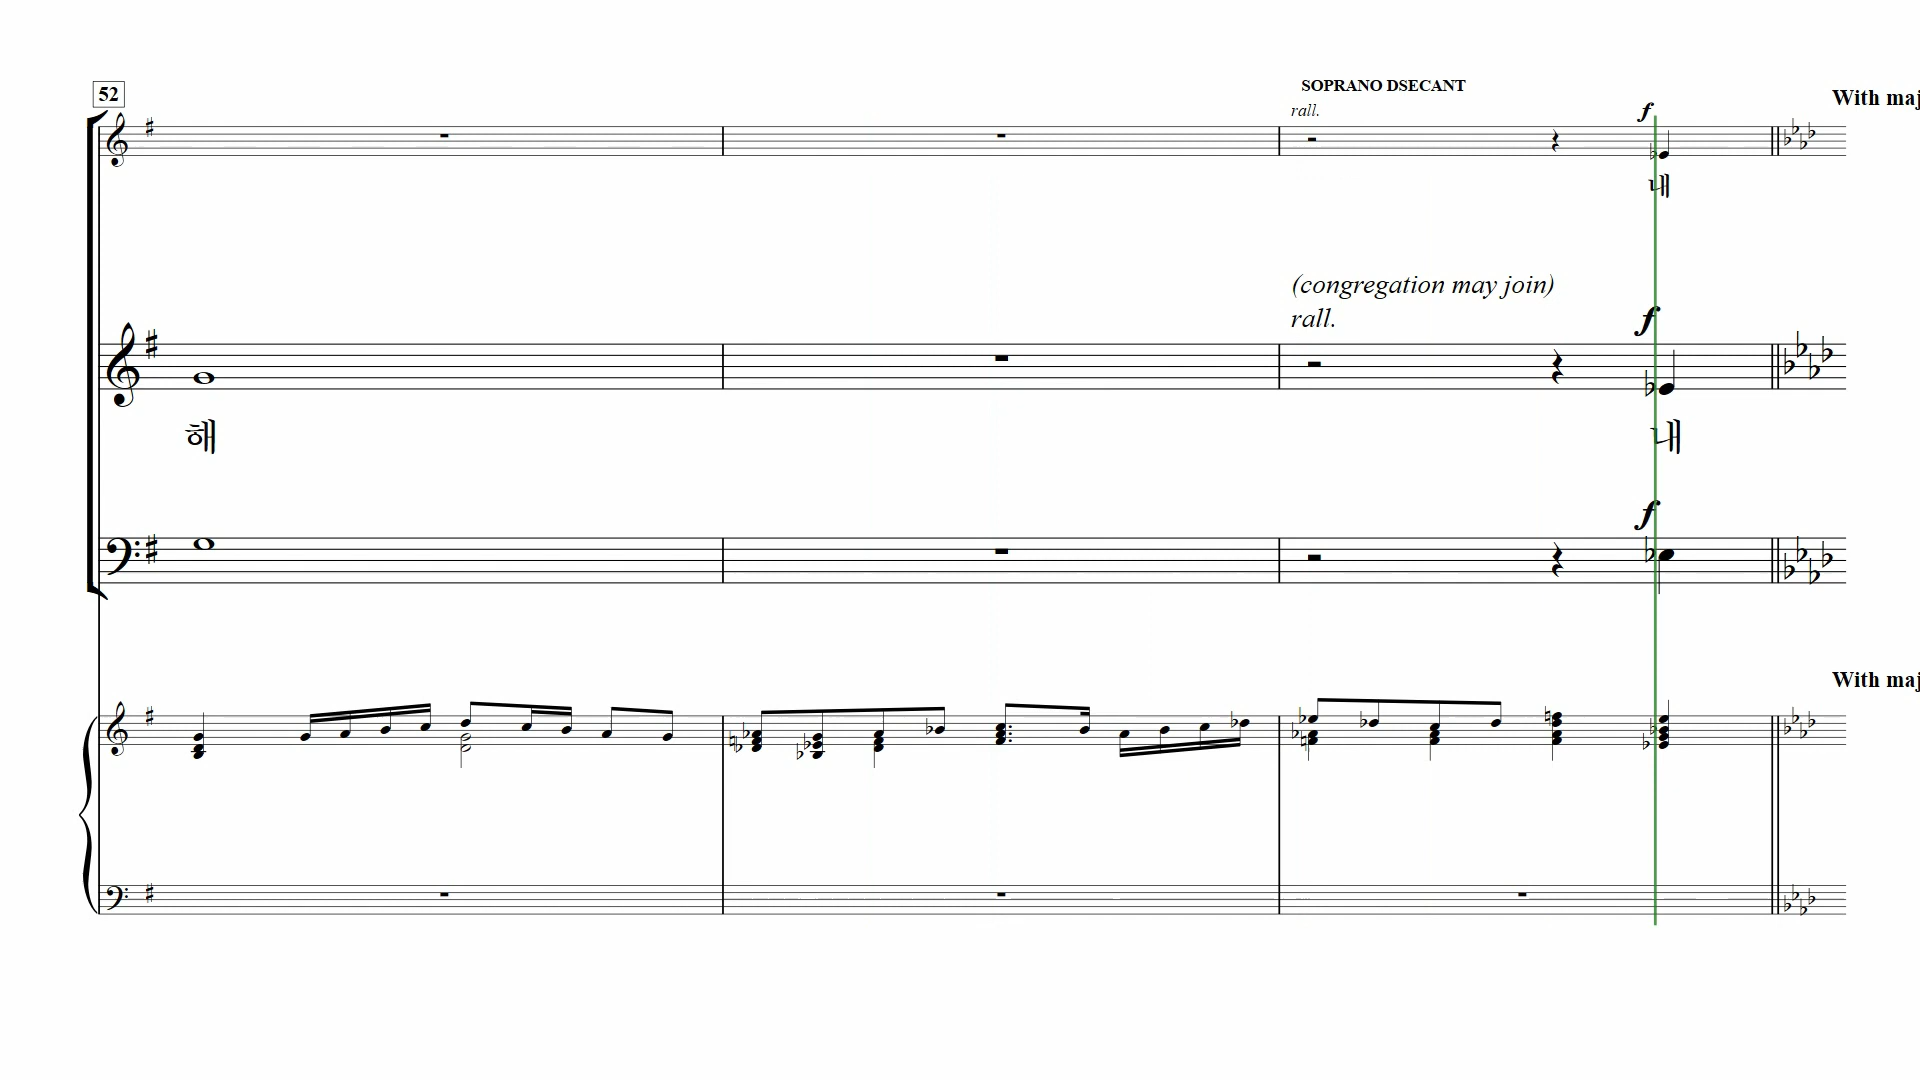 52
SOPRANO DSECANT
rall.
f
With maj
내
(congregation may join)
rall.
f
해 내
f
With maj